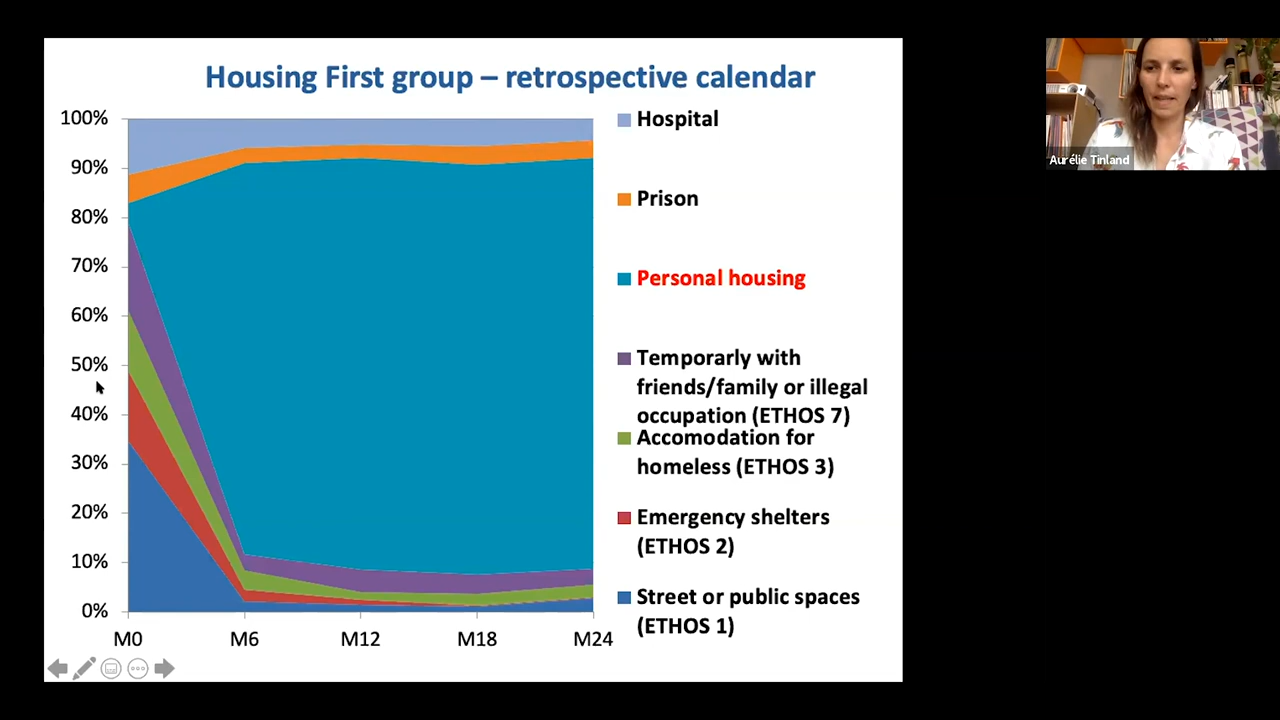 Housing First group – retrospective calendar
100%
90%
80%
70%
60%
50%
40%
30%
20%
10%
0%
M0
M6
M12
M18
M24
Hospital
Prison
Personal housing
Temporarly with
friends/family or illegal
occupation (ETHOS 7)
Accomodation for
homeless (ETHOS 3)
Emergency shelters
(ETHOS 2)
Street or public spaces
(ETHOS 1)
Aurélie Tinland